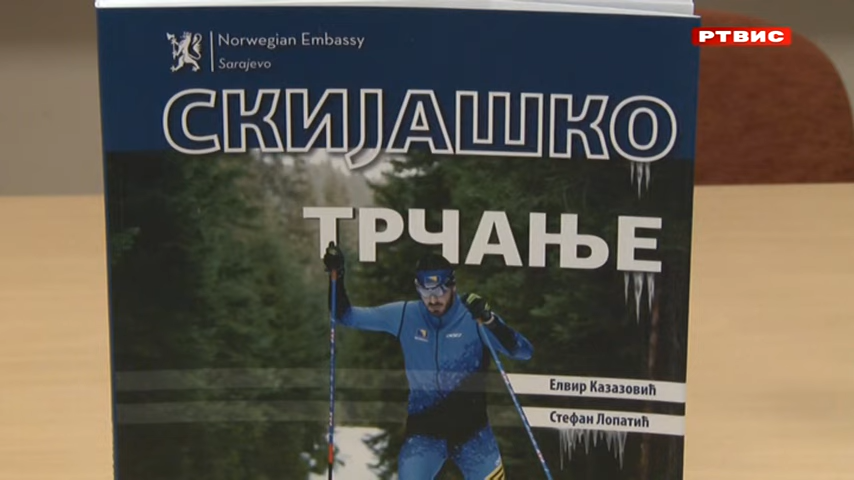 РТВИС
Norwegian Embassy
Sarajevo
СКИЈАШКО
ТРЧАЊЕ
Елвир Казазовић
Стефан Лопатић